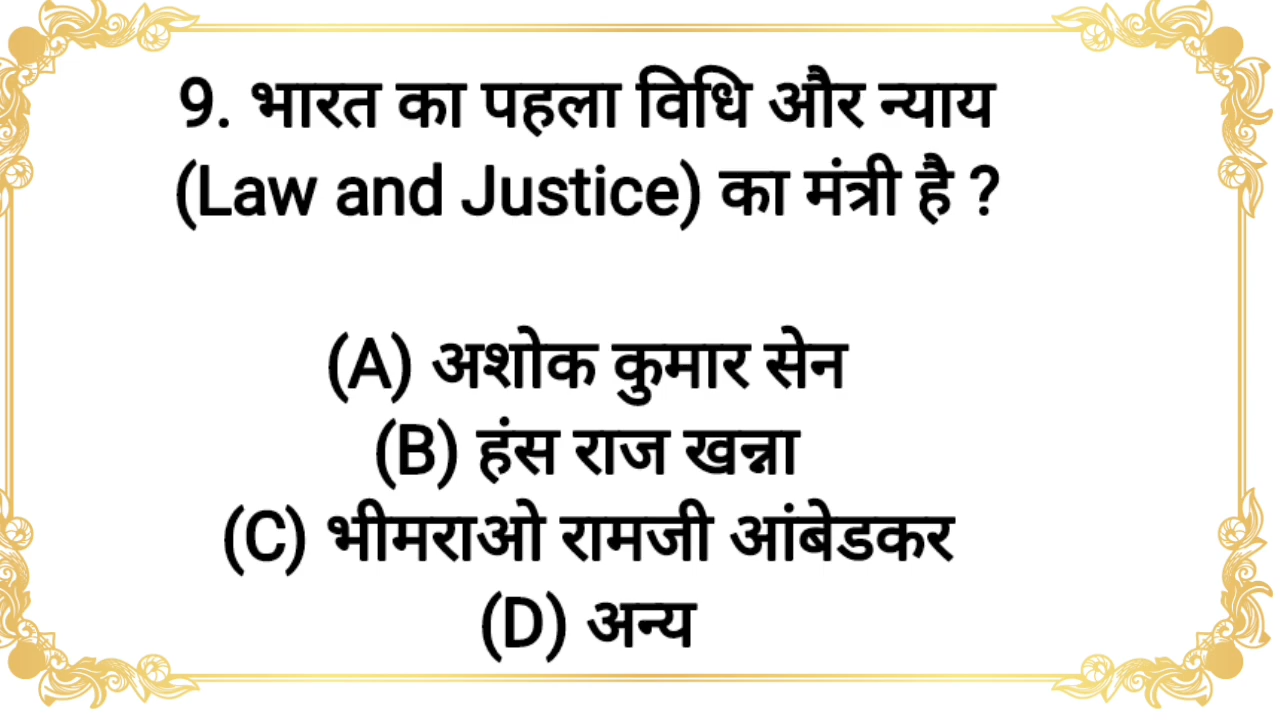 9. भारत का पहला विधि और न्याय
(Law and Justice) का मंत्री है ?
(A) अशोक कुमार सेन
(B) हंस राज खन्ना
(C) भीमराओ रामजी आंबेडकर
(D) अन्य